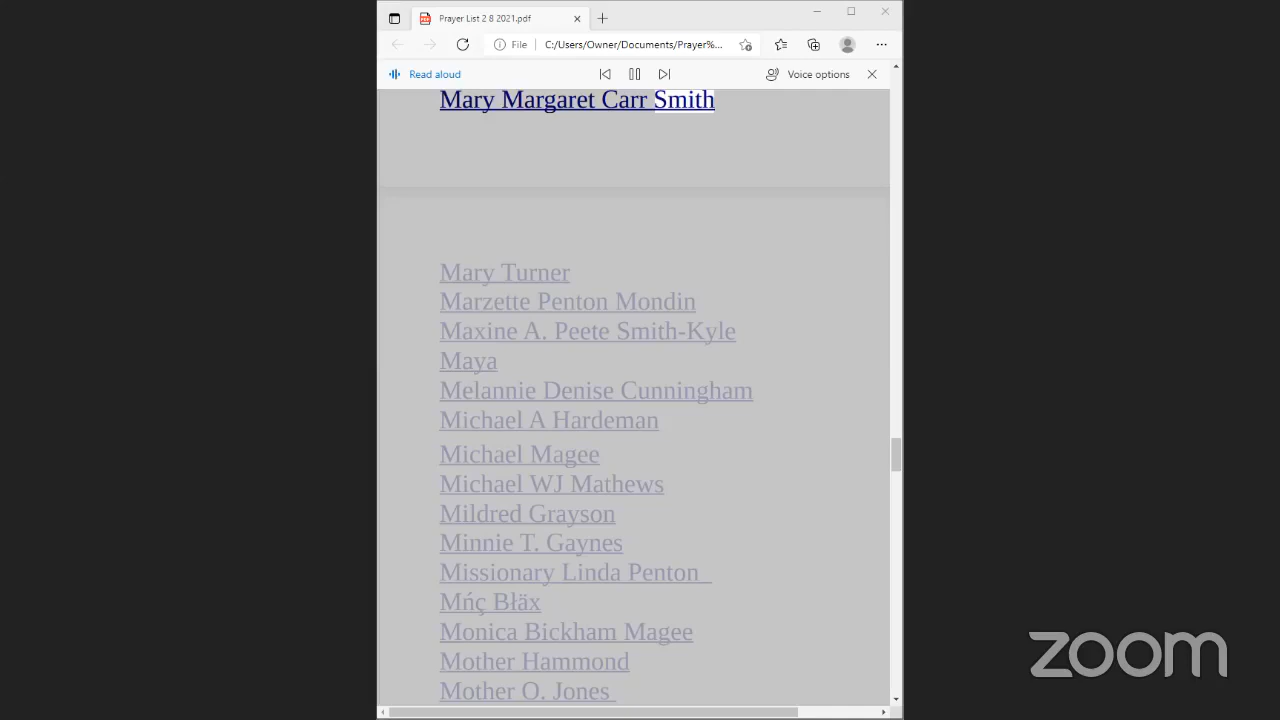 Prayer List 2 8 2021.pdf
File C:/Users/Owner/Documents/Prayer%...
Read aloud Voice options
Mary Margaret Carr Smith
Mary Turner
Marzette Penton Mondin
Maxine A. Peete Smith-Kyle
Maya
Melannie Denise Cunningham
Michael A Hardeman
Michael Magee
Michael WJ Mathews
Mildred Grayson
Minnie T. Gaynes
Missionary Linda Penton
Mńç Błäx
Monica Bickham Magee
Mother Hammond
Mother O. Jones
zoom